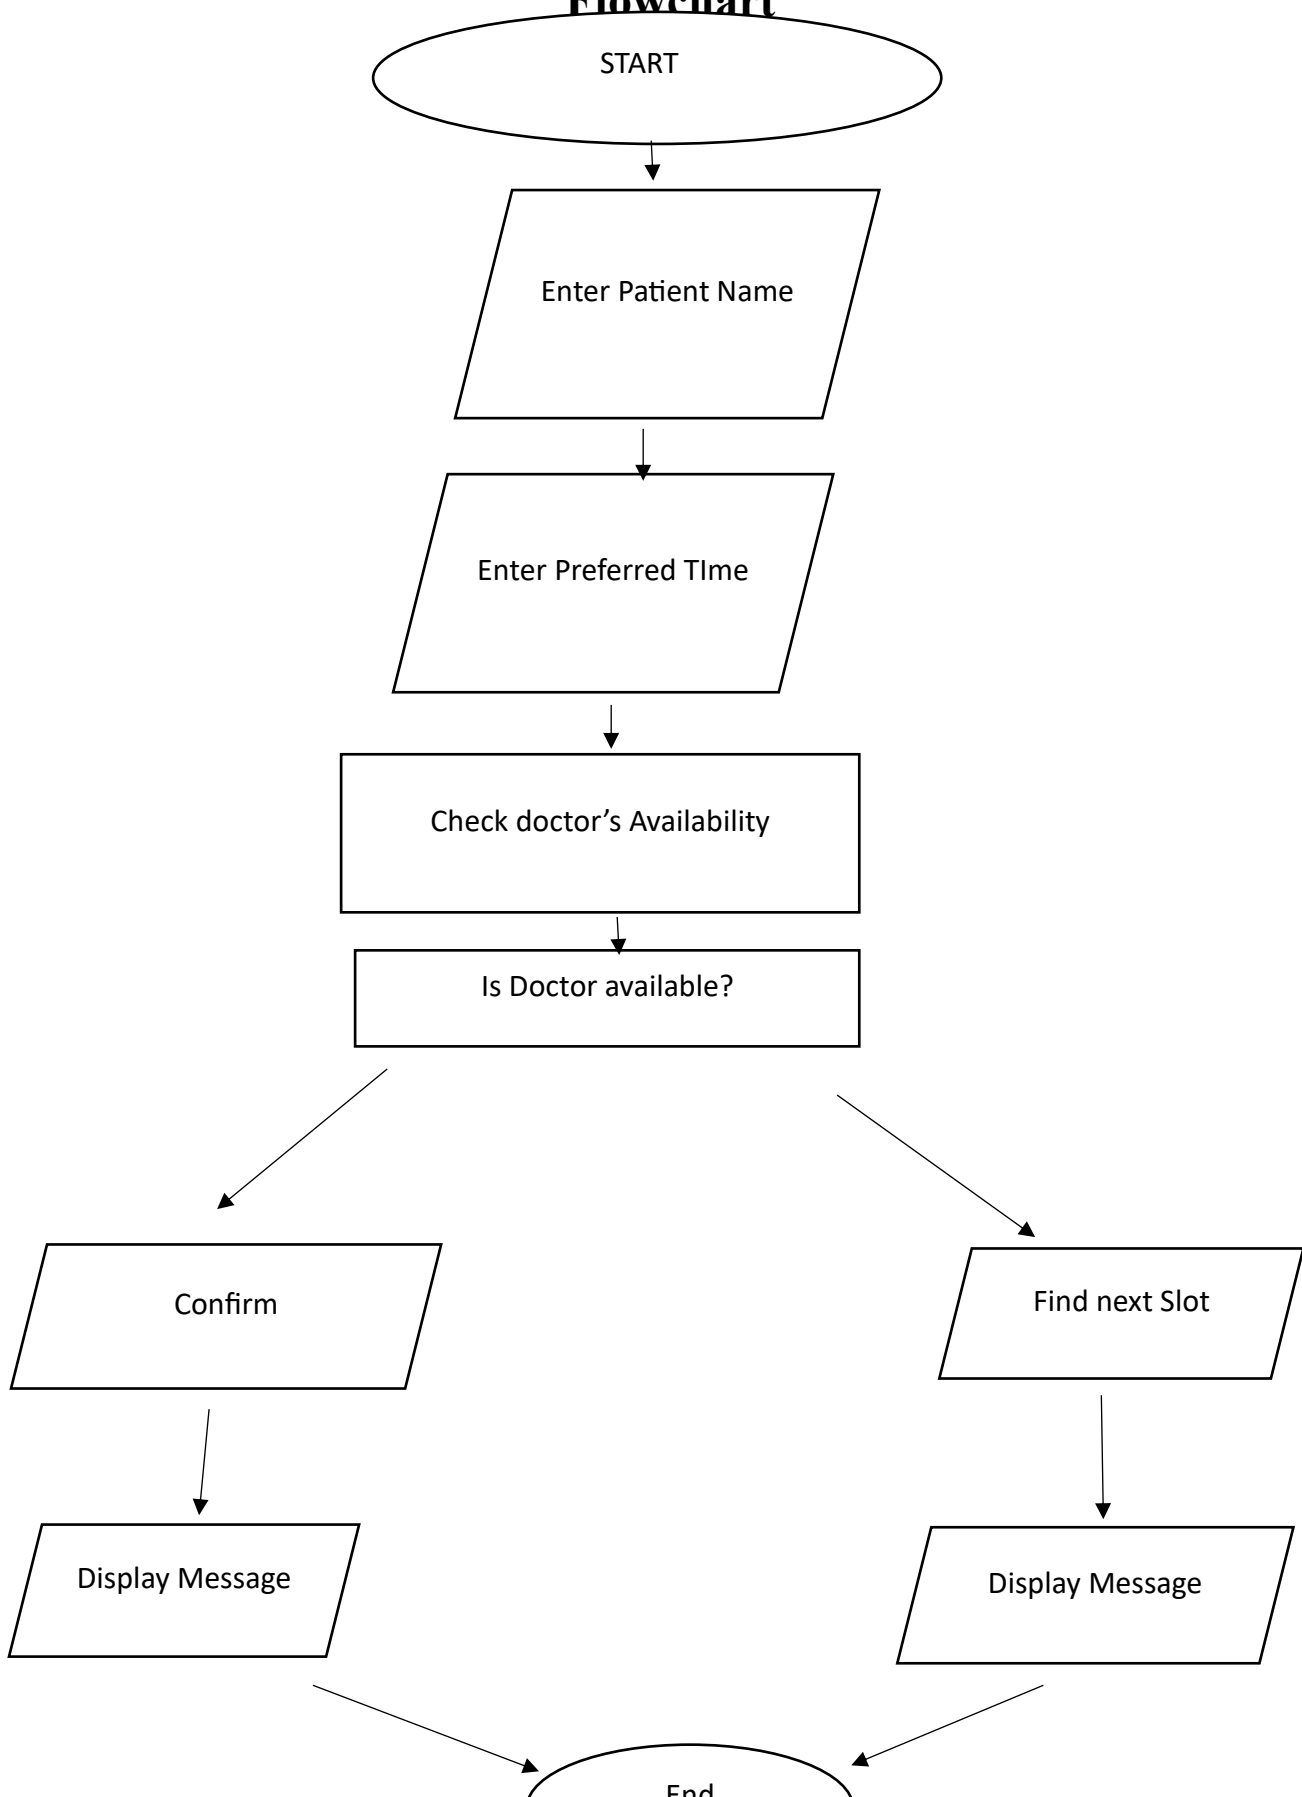 Flowchart
START
Enter Patient Name
Enter Preferred TIme
Check doctor’s Availability
Is Doctor available?
Confirm
Find next Slot
Display Message
Display Message
End